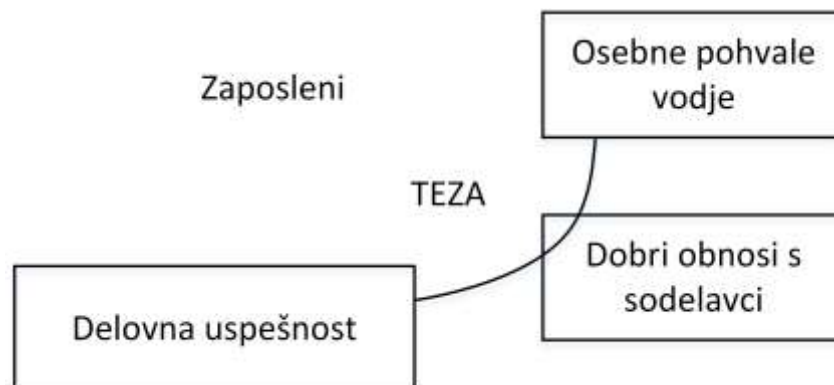 Osebne pohvale
vodje
Zaposleni
TEZA
Dobri obnosi s
sodelavci
Delovna uspešnost